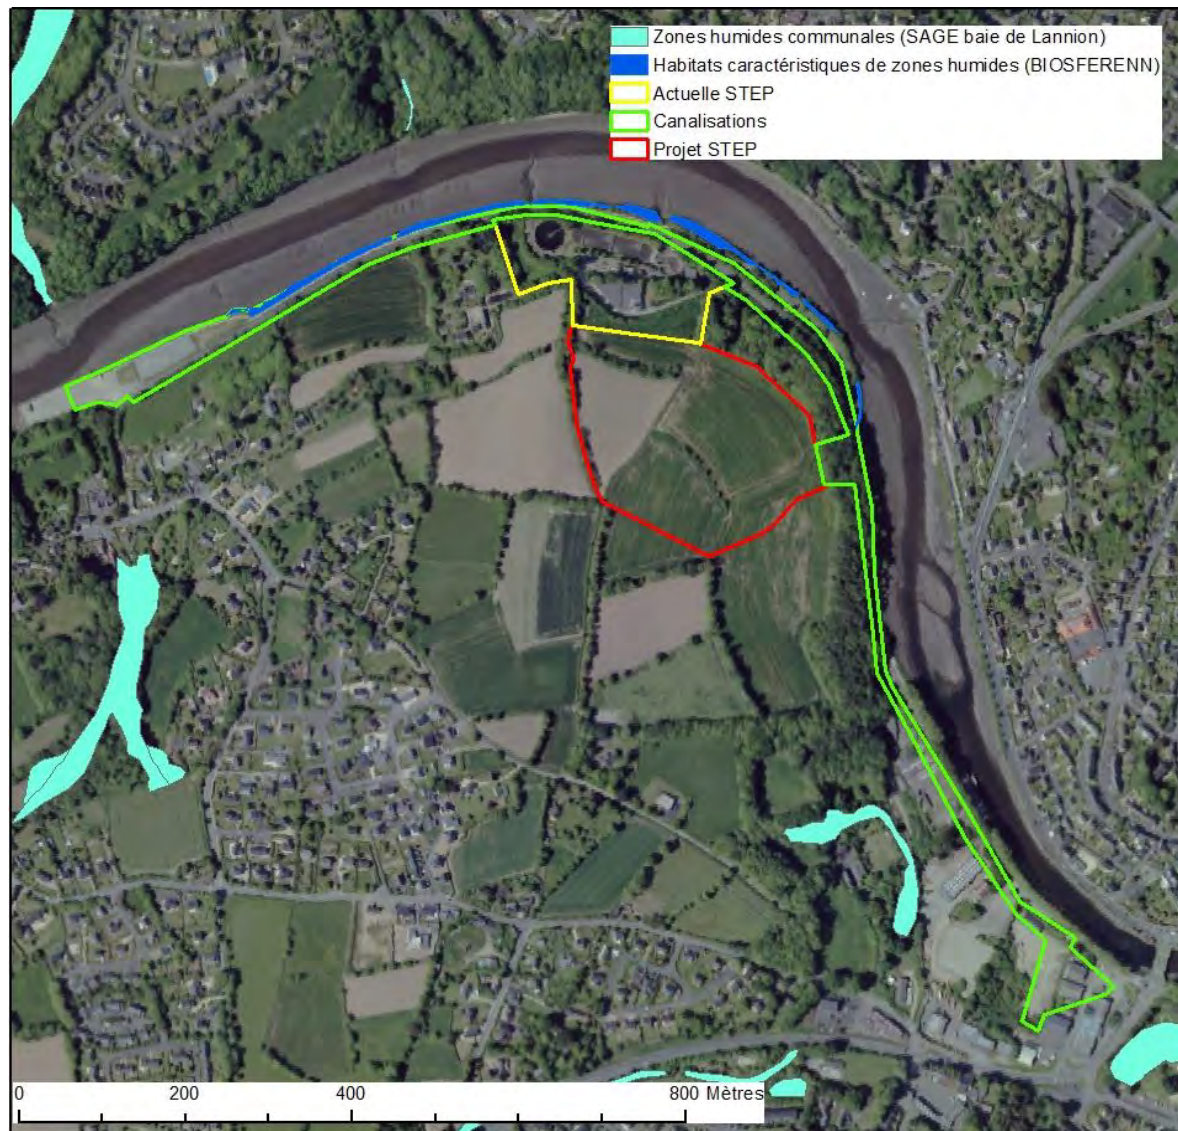 Zones humides communales (SAGE baie de Lannion)
Habitats caractéristiques de zones humides (BIOSFERENN)
Actuelle STEP
Canalisations
Projet STEP
0 200 400 800 Mètres